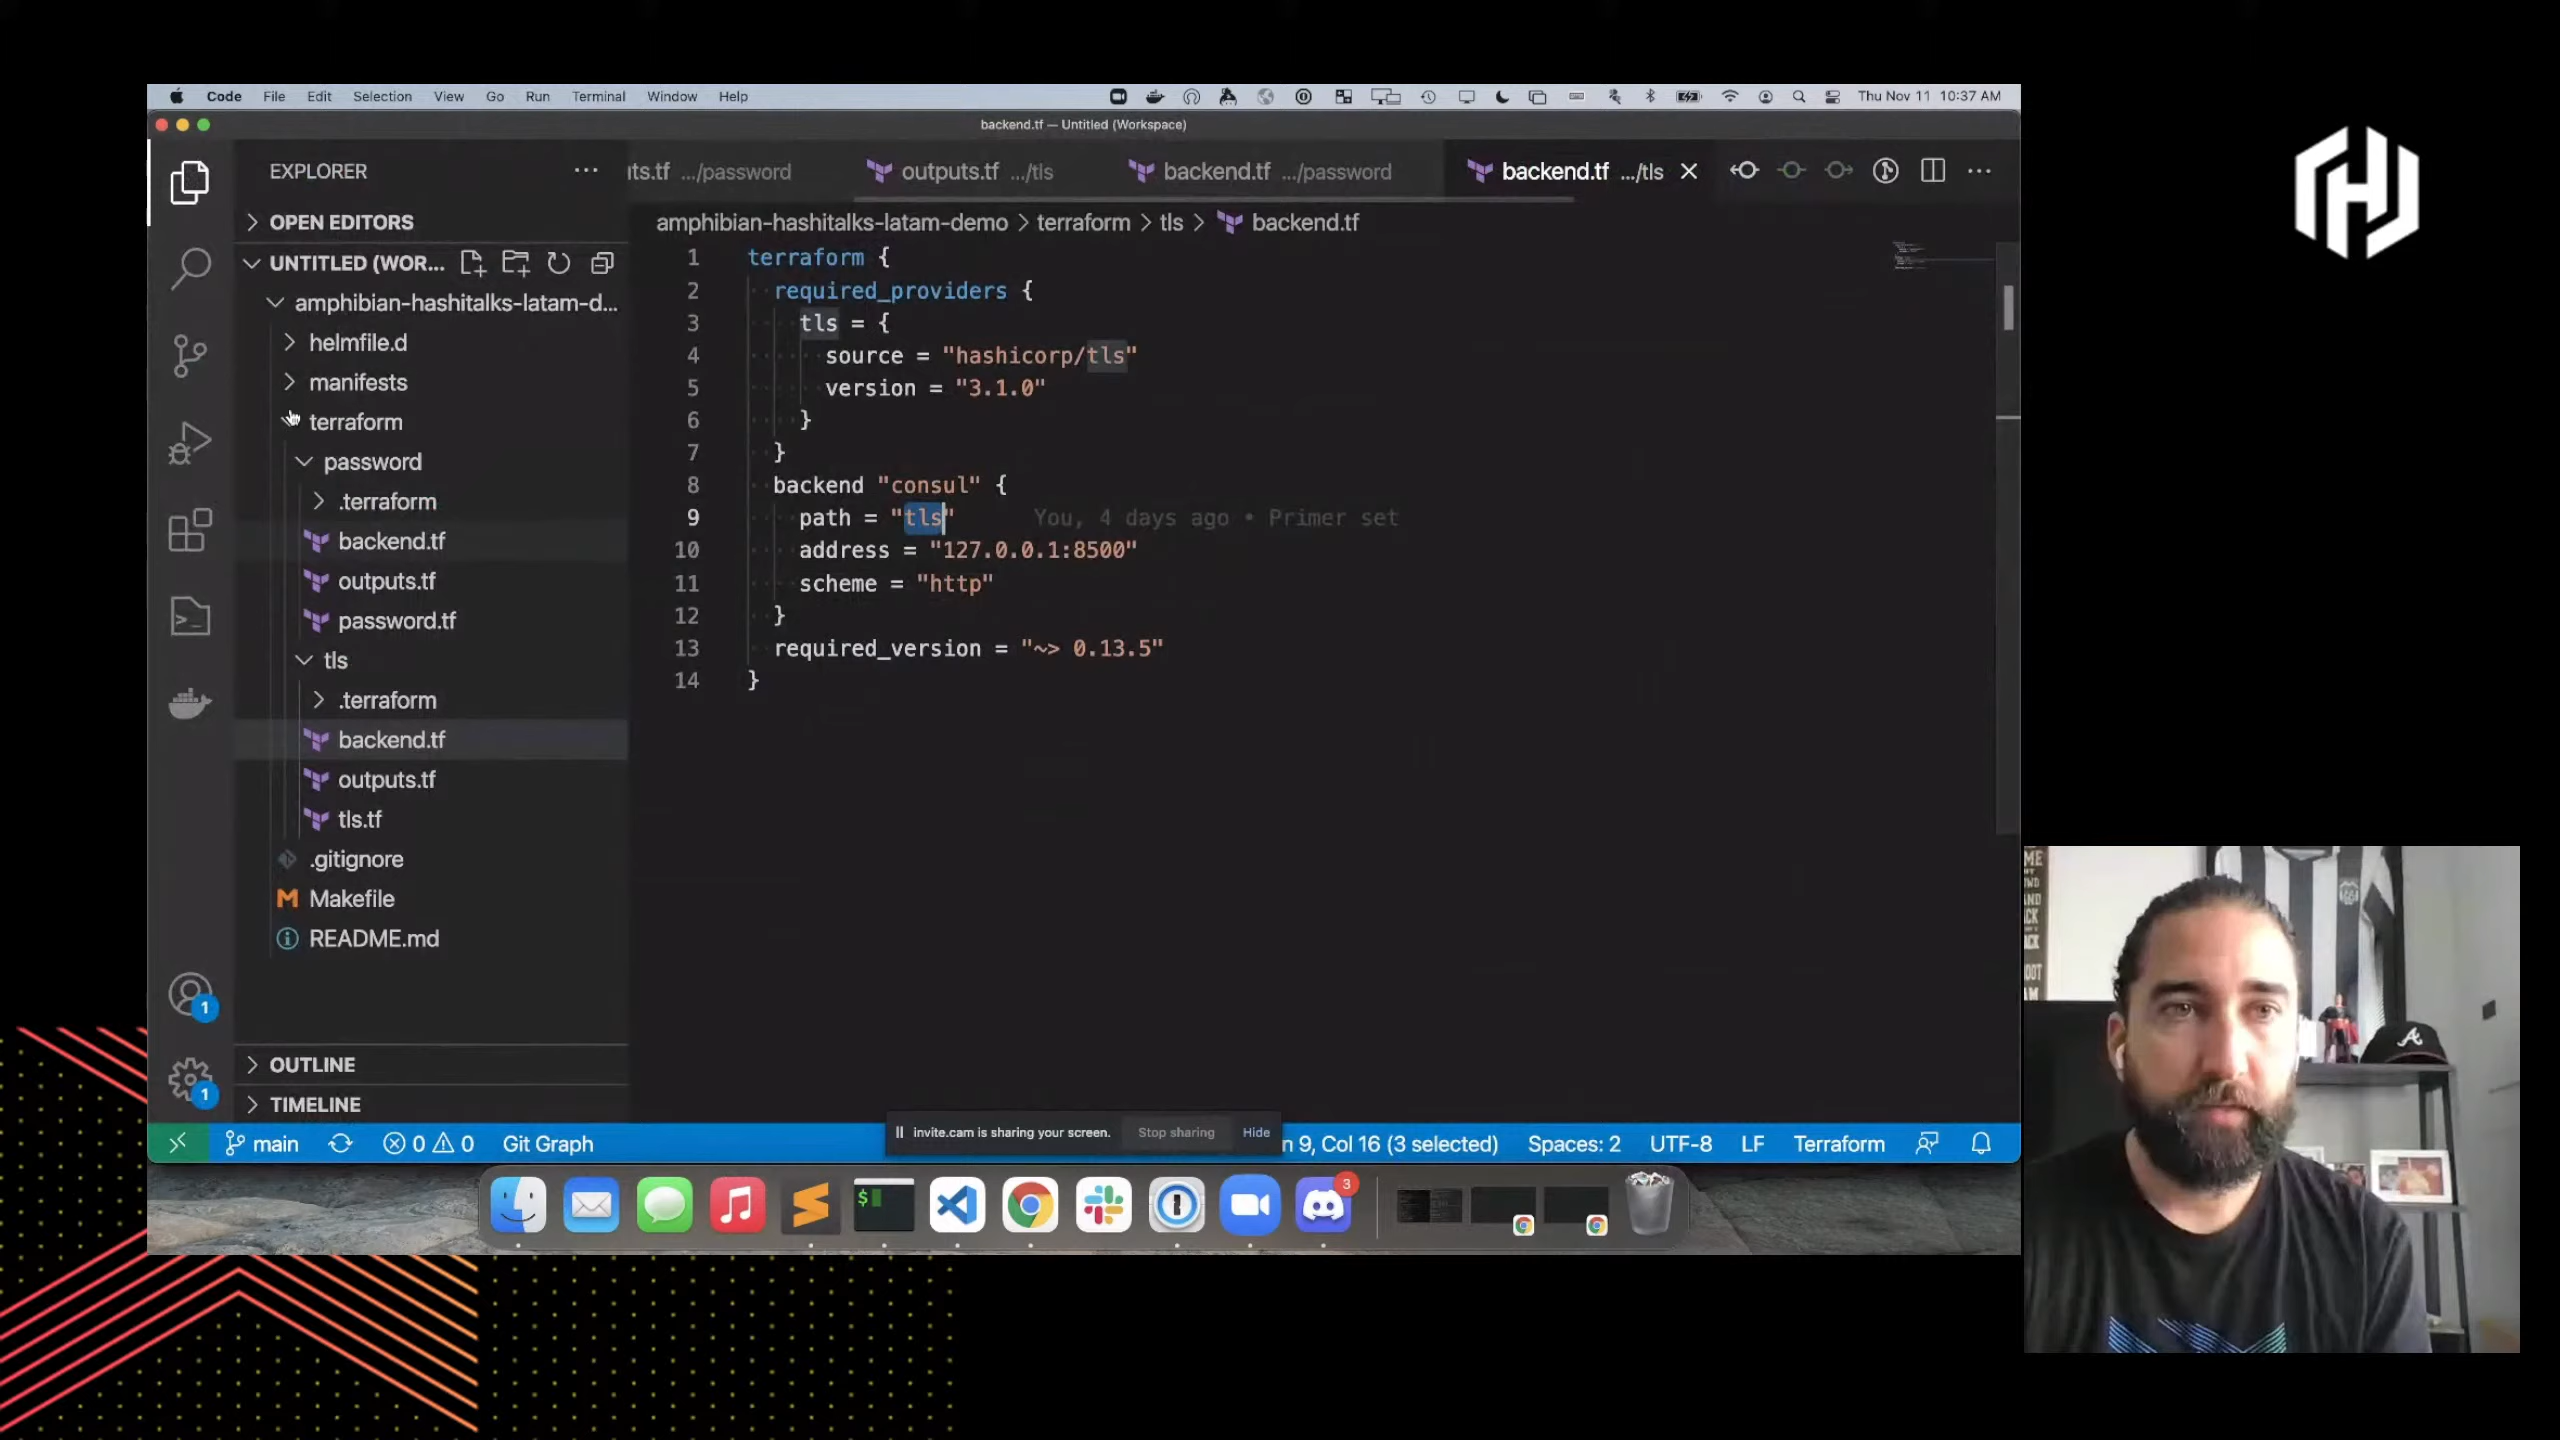 Code File Edit Selection View Go Run Terminal Window Help Thu Nov 11 10:37 AM
backend.tf — Untitled (Workspace)
EXPLORER
ts.tf .../password outputs.tf .../tls backend.tf .../password backend.tf .../tls
OPEN EDITORS
UNTITLED (WOR...
amphibian-hashitalks-latam-d...
helmfile.d
manifests
terraform
password
.terraform
backend.tf
outputs.tf
password.tf
tls
.terraform
backend.tf
outputs.tf
tls.tf
.gitignore
Makefile
README.md
OUTLINE
TIMELINE
amphibian-hashitalks-latam-demo > terraform > tls > backend.tf
1 terraform {
2 required_providers {
3 tls = {
4 source = "hashicorp/tls"
5 version = "3.1.0"
6 }
7 }
8 backend "consul" {
9 path = "tls" You, 4 days ago • Primer set
10 address = "127.0.0.1:8500"
11 scheme = "http"
12 }
13 required_version = "~> 0.13.5"
14 }
1
1
main 0 0 Git Graph
invite.cam is sharing your screen. Stop sharing Hide
n 9, Col 16 (3 selected) Spaces: 2 UTF-8 LF Terraform
3